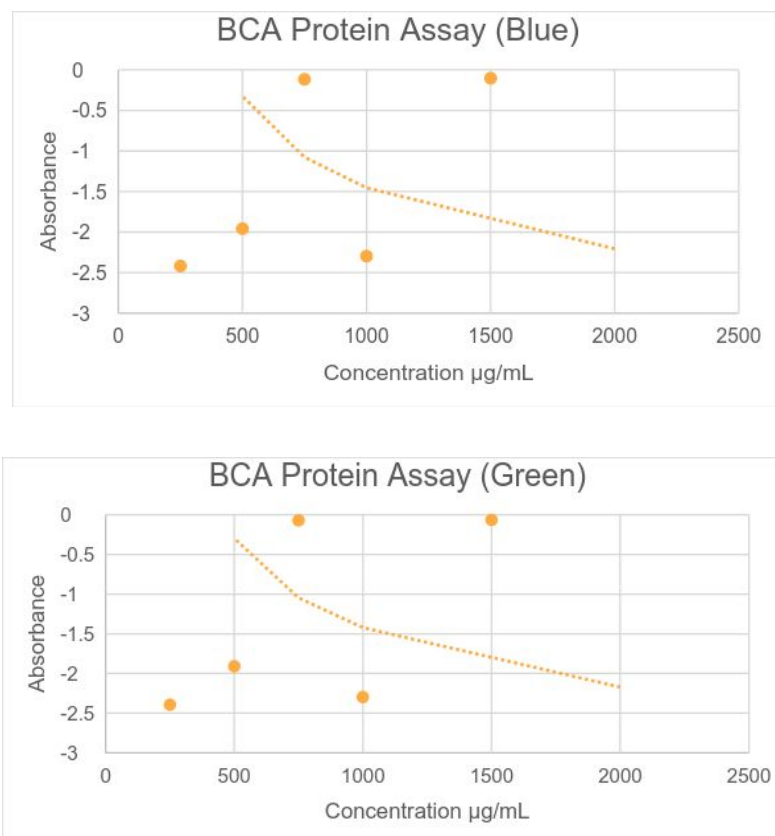 BCA Protein Assay (Blue)
0
-0.5
-1
-1.5
-2
-2.5
-3
Absorbance
0 500 1000 1500 2000 2500
Concentration µg/mL
BCA Protein Assay (Green)
0
-0.5
-1
-1.5
-2
-2.5
-3
Absorbance
0 500 1000 1500 2000 2500
Concentration µg/mL